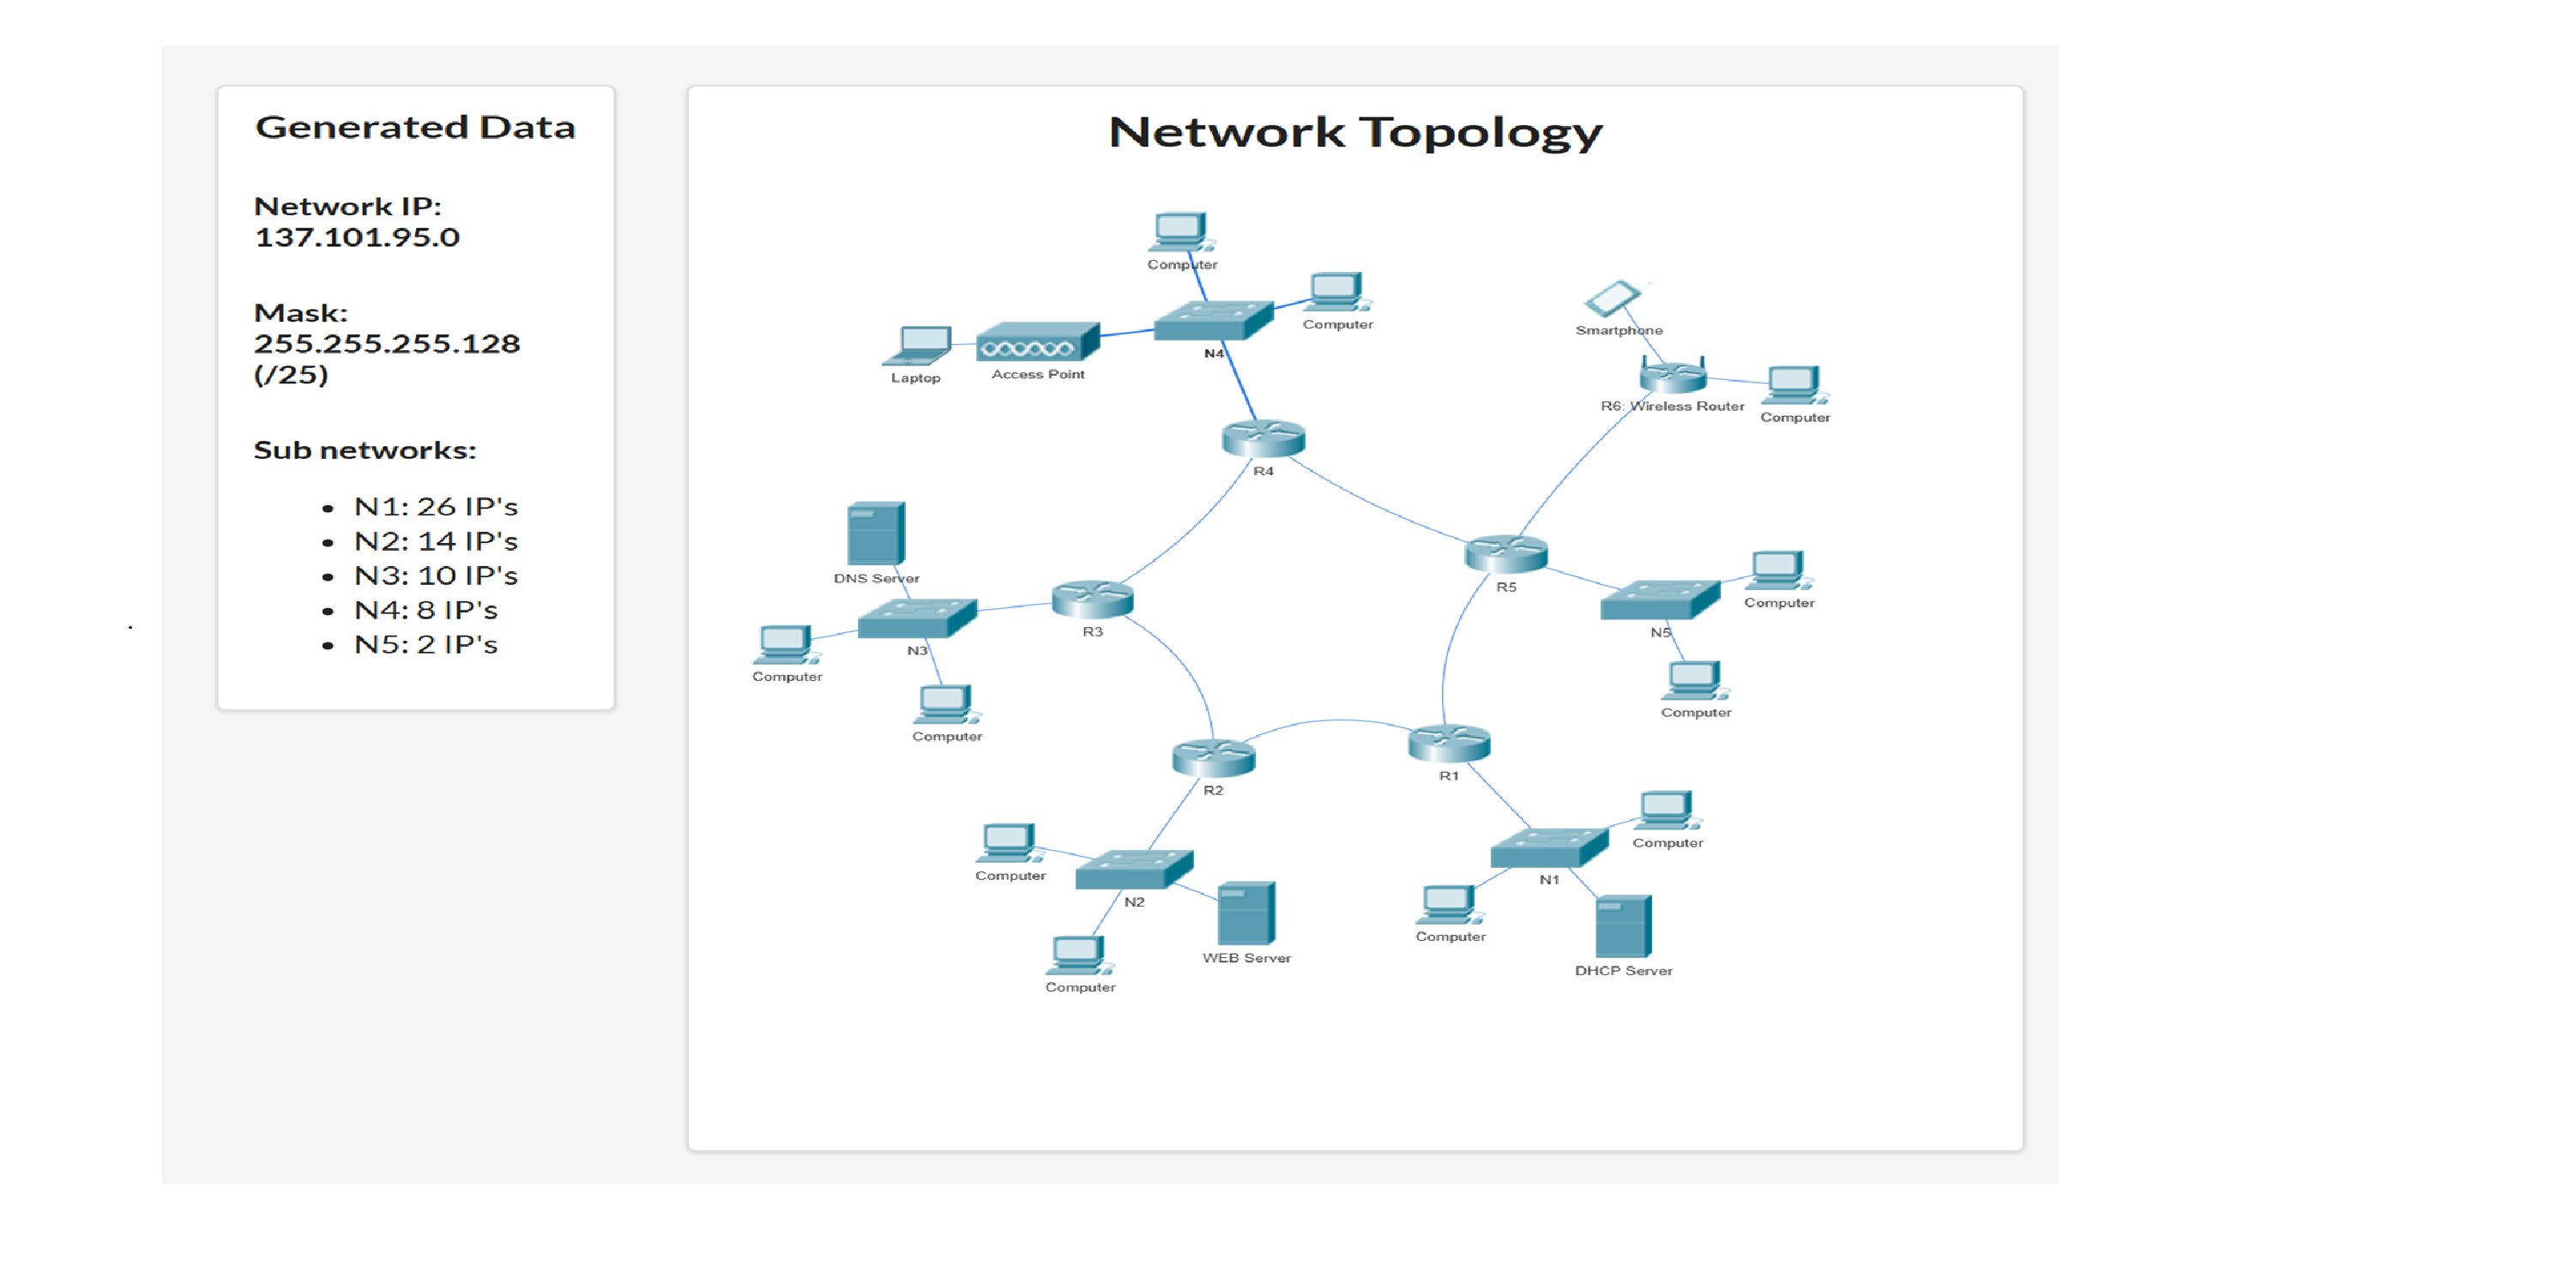 Generated Data
Network IP:
137.101.95.0
Mask:
255.255.255.128
(/25)
Sub networks:
• N1: 26 IP's
• N2: 14 IP's
• N3: 10 IP's
• N4: 8 IP's
• N5: 2 IP's
.
Network Topology
Computer
Computer
N4
Laptop
Access Point
Smartphone
R6: Wireless Router
Computer
R4
DNS Server
R3
N3
Computer
Computer
R5
Computer
N5
Computer
R2
R1
Computer
N2
WEB Server
Computer
Computer
N1
Computer
DHCP Server